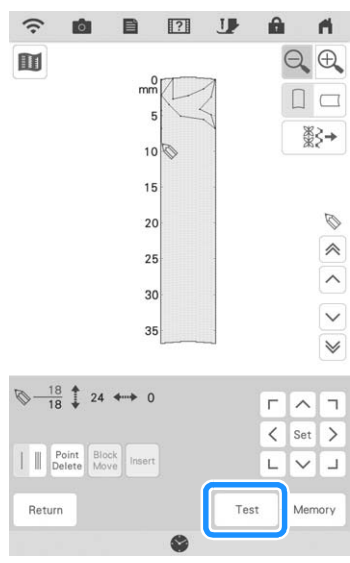 0
mm
5
10
15
20
25
30
35
18
18
24
0
Point
Delete
Block
Move
Insert
Set
Return
Test
Memory